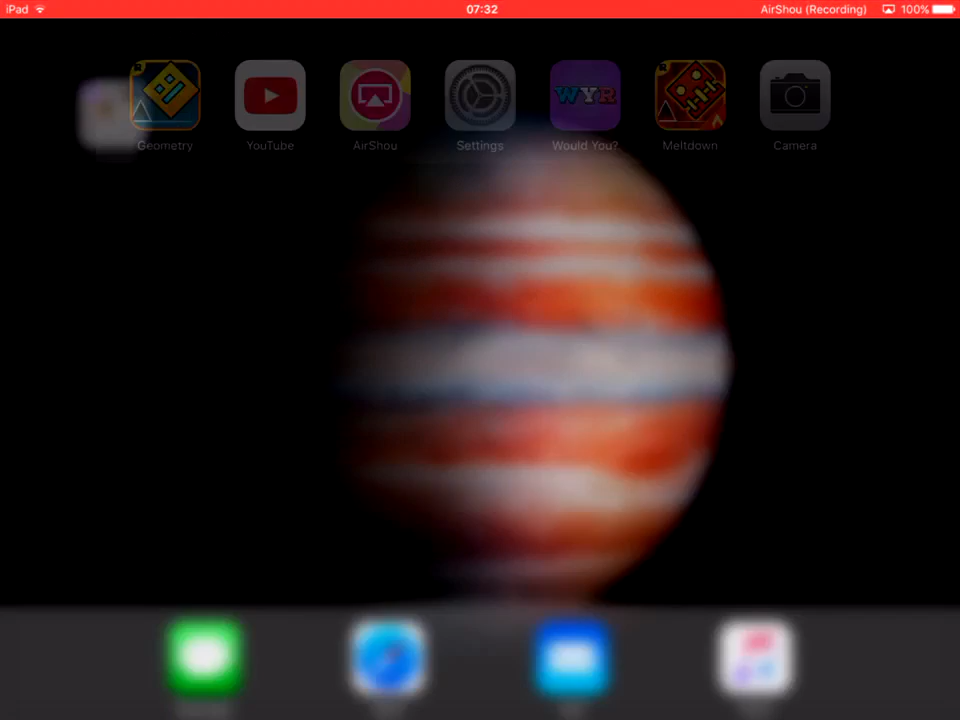 iPad 07:32 AirShou (Recording) 100%
WYR
Geometry YouTube AirShou Settings Would You? Meltdown Camera